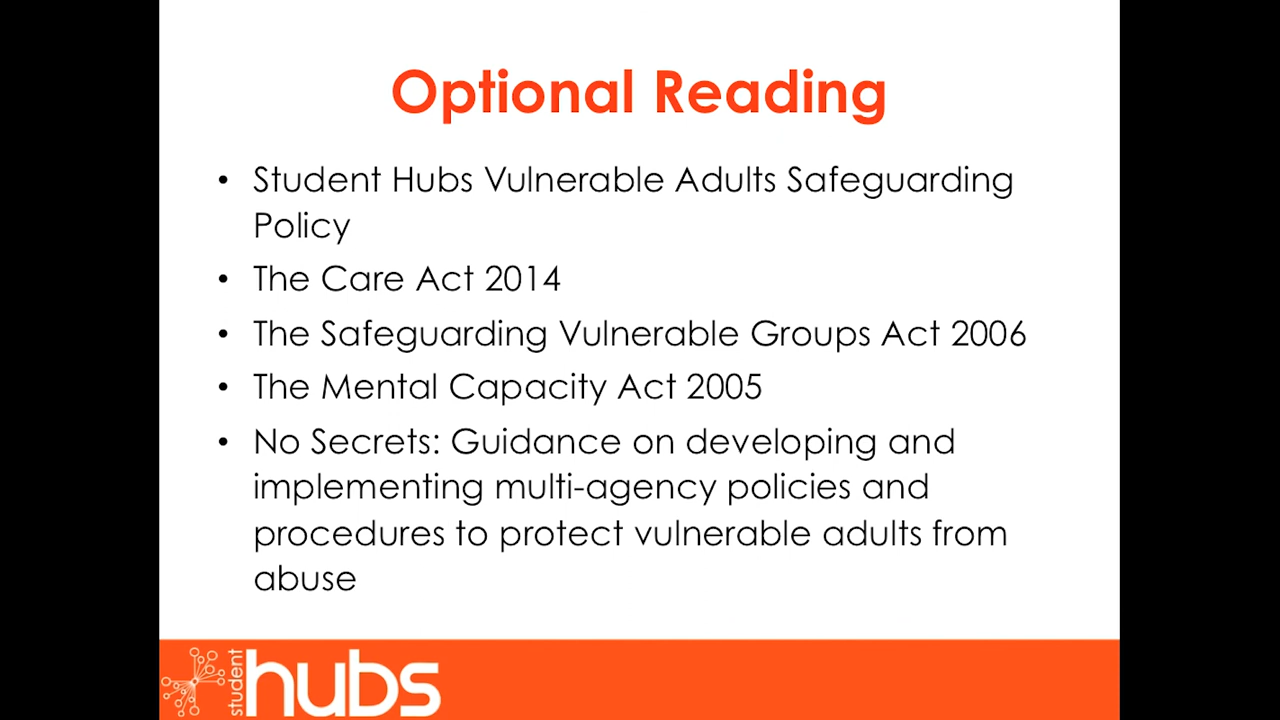 Optional Reading
• Student Hubs Vulnerable Adults Safeguarding
Policy
• The Care Act 2014
• The Safeguarding Vulnerable Groups Act 2006
• The Mental Capacity Act 2005
• No Secrets: Guidance on developing and
implementing multi-agency policies and
procedures to protect vulnerable adults from
abuse
student hubs